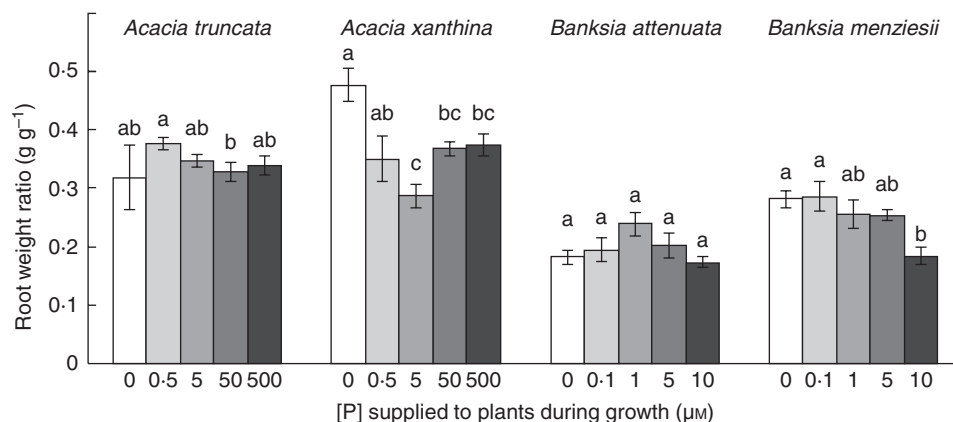 Acacia truncata Acacia xanthina Banksia attenuata Banksia menziesii
Root weight ratio (g g⁻¹)
0·5
0·4
0·3
0·2
0·1
0
ab a ab b ab
a ab c bc bc
a a a a a
a a ab ab b
0 0·5 5 50 500 0 0·5 5 50 500 0 0·1 1 5 10 0 0·1 1 5 10
[P] supplied to plants during growth (μM)